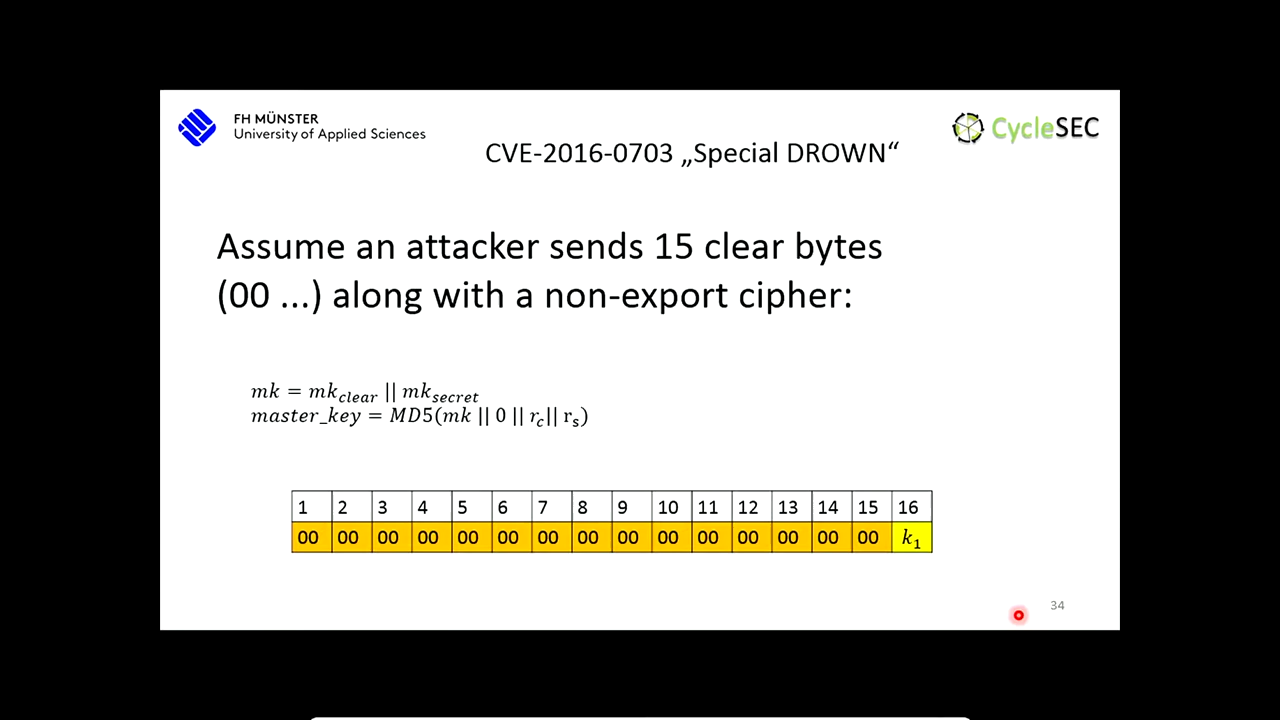 FH MÜNSTER
University of Applied Sciences
CycleSEC
CVE-2016-0703 „Special DROWN“
Assume an attacker sends 15 clear bytes
(00 ...) along with a non-export cipher:
mk = mk_clear || mk_secret
master_key = MD5(mk || 0 || r_c || r_s)
1 2 3 4 5 6 7 8 9 10 11 12 13 14 15 16
00 00 00 00 00 00 00 00 00 00 00 00 00 00 00 k_1
34